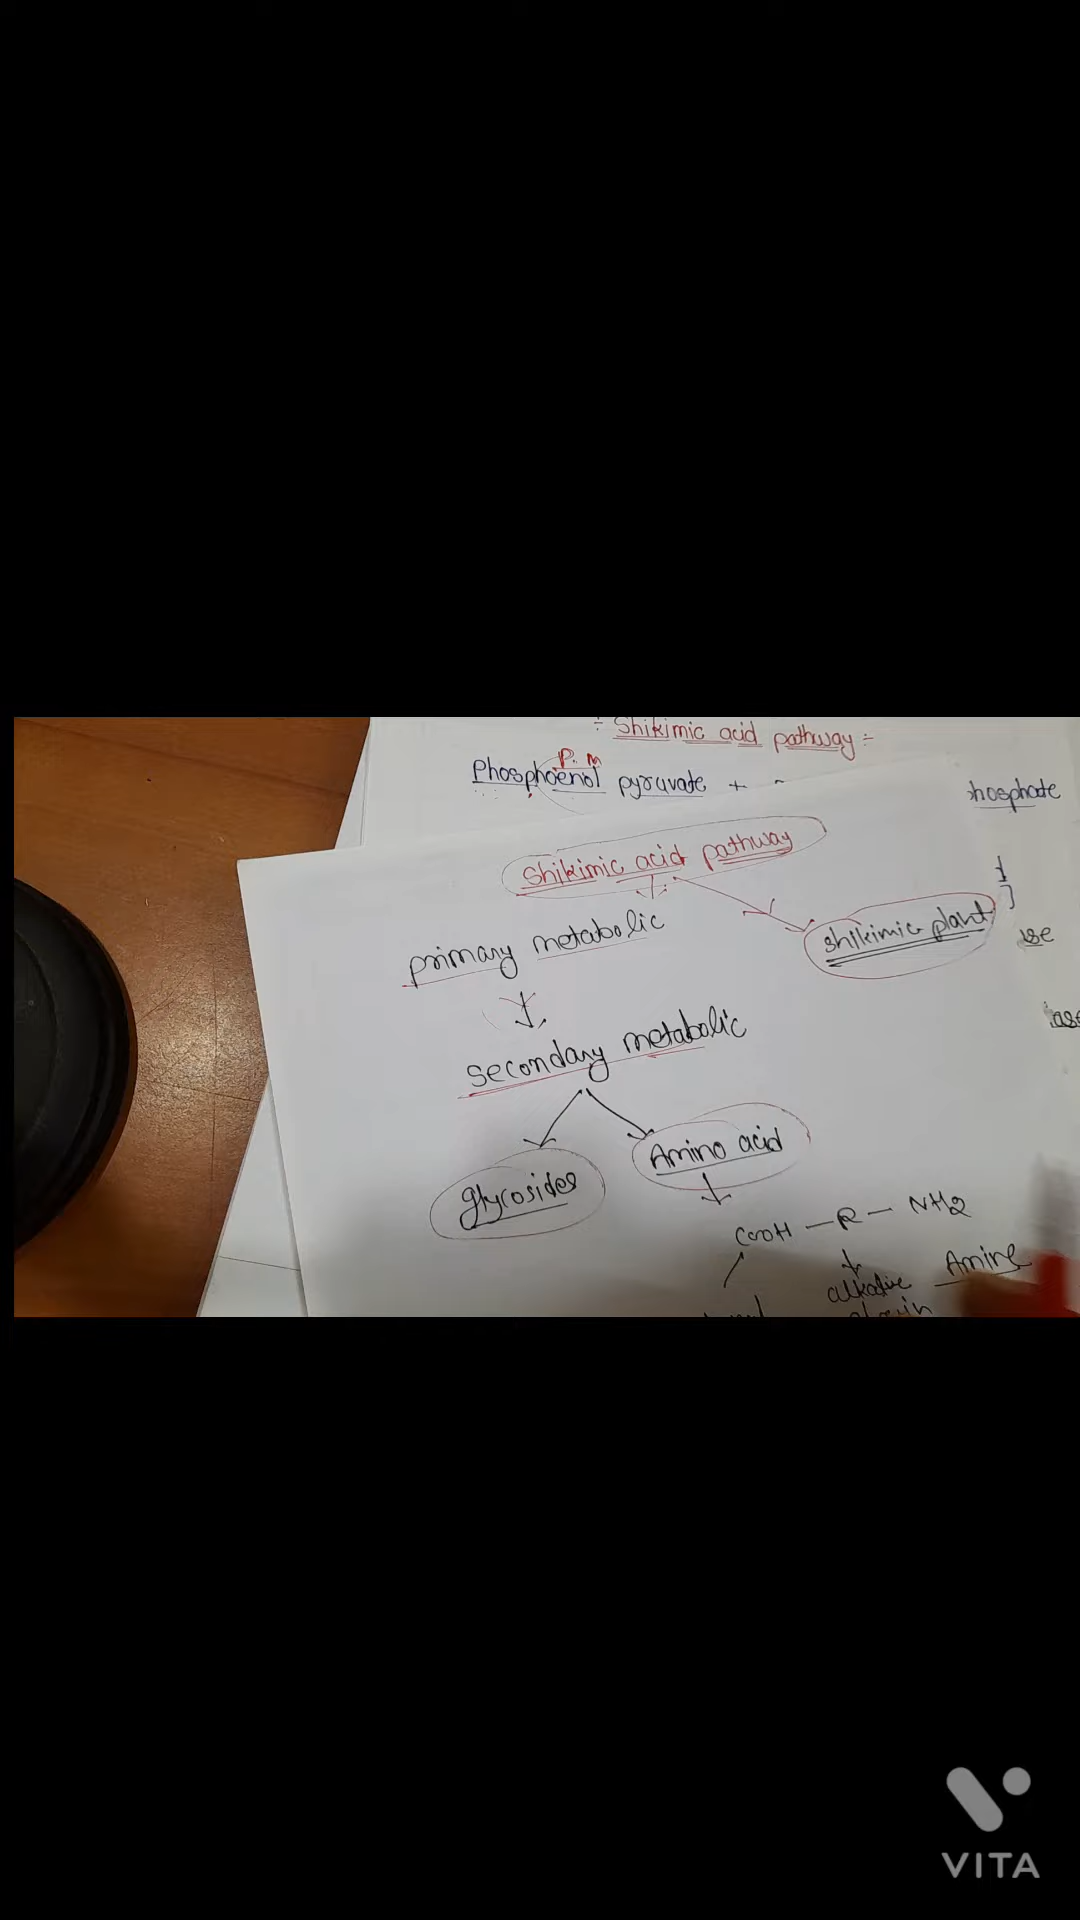 ÷ Shikimic acid pathway ÷
P. M
Phosphoenol pyruvate +
hosphate
Shikimic acid pathway
primary metabolic
shikimic plant
secondary metabolic
glycosides
Amino acid
COOH — R — NH2
Amine
VITA